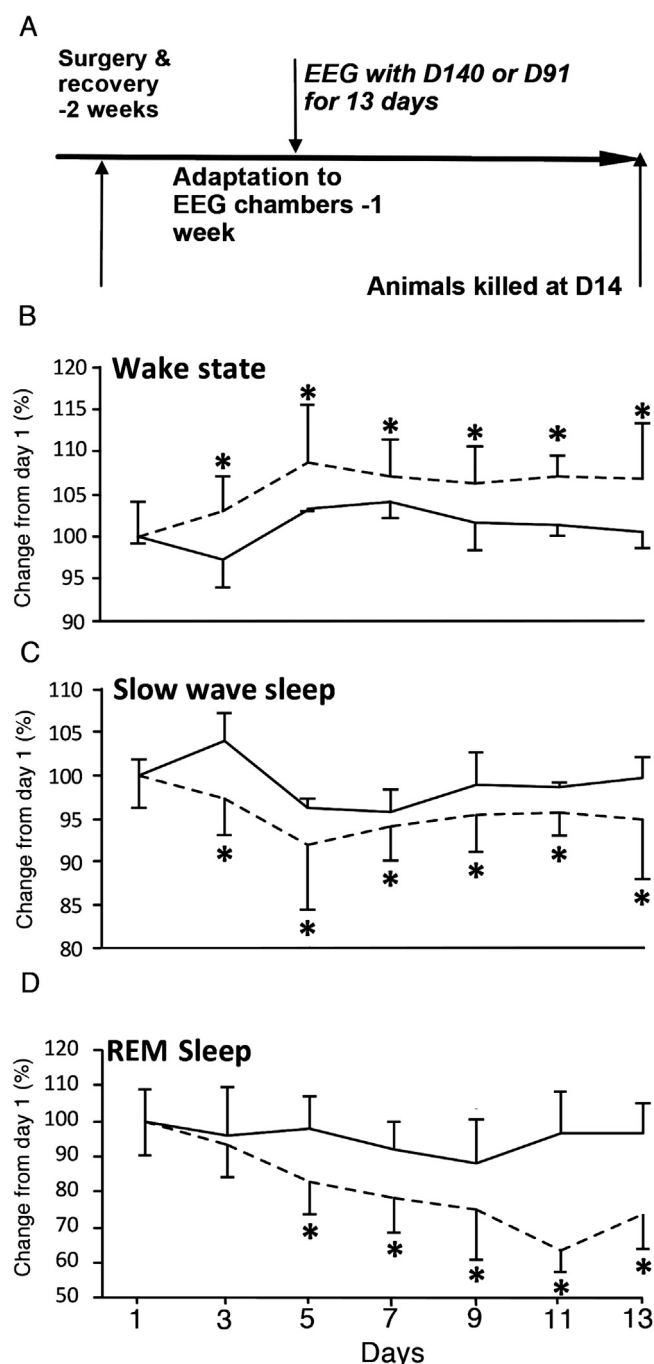 A
Surgery &
recovery
-2 weeks
EEG with D140 or D91
for 13 days
Adaptation to
EEG chambers -1
week
Animals killed at D14
B
Wake state
Change from day 1 (%)
120
115
110
105
100
95
90
*
*
*
*
*
*
C
Slow wave sleep
Change from day 1 (%)
110
105
100
95
90
85
80
*
*
*
*
*
*
D
REM Sleep
Change from day 1 (%)
120
110
100
90
80
70
60
50
*
*
*
*
*
1 3 5 7 9 11 13
Days